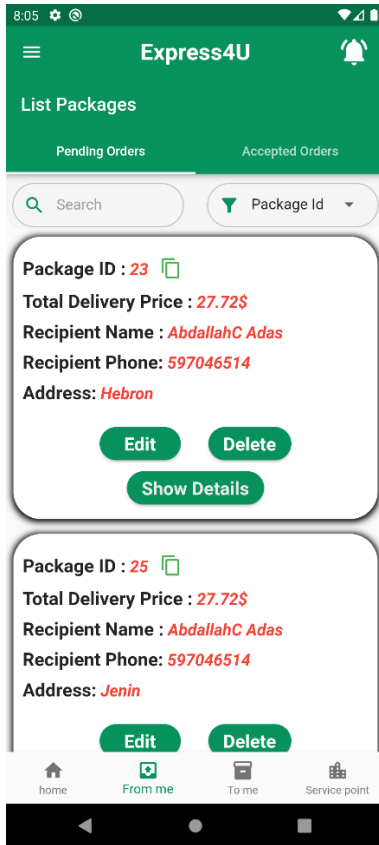 8:05
Express4U
List Packages
Pending Orders Accepted Orders
Search Package Id
Package ID : 23
Total Delivery Price : 27.72$
Recipient Name : AbdallahC Adas
Recipient Phone: 597046514
Address: Hebron
Edit Delete
Show Details
Package ID : 25
Total Delivery Price : 27.72$
Recipient Name : AbdallahC Adas
Recipient Phone: 597046514
Address: Jenin
Edit Delete
home From me To me Service point